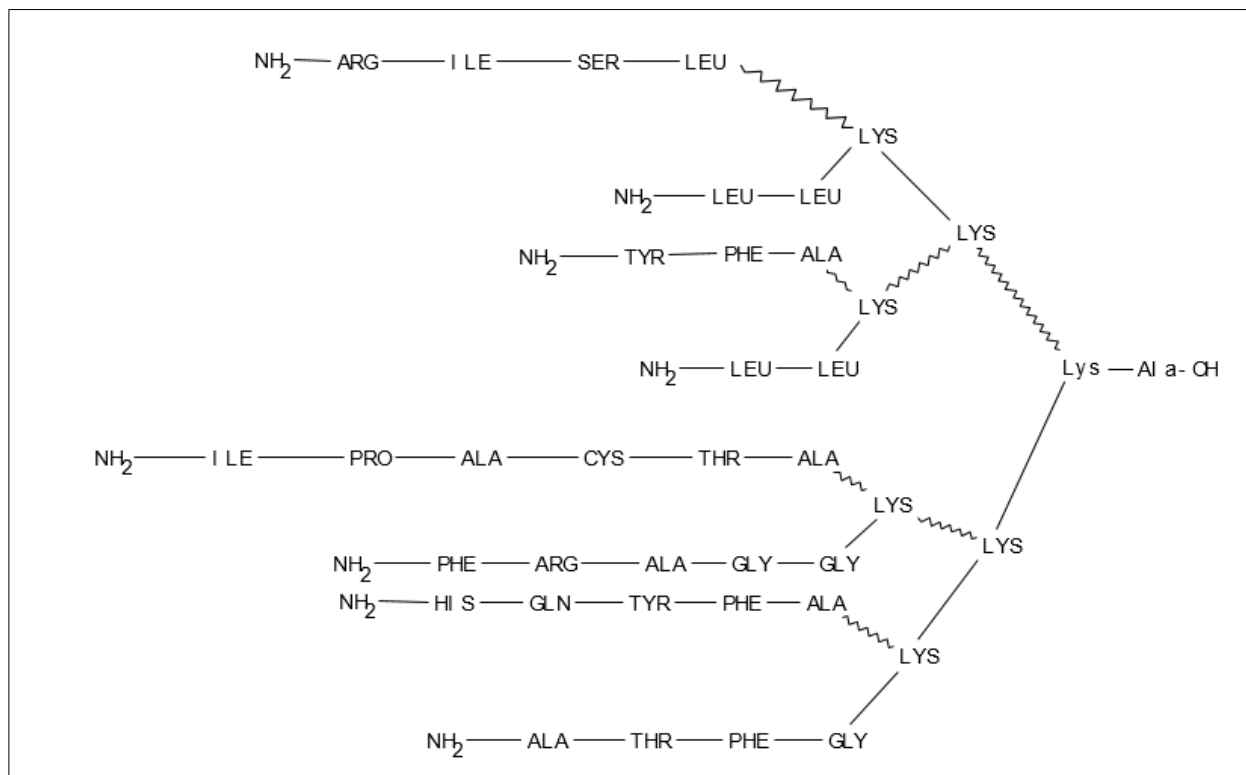 NH2 ARG ILE SER LEU
LYS
NH2 LEU LEU
LYS
NH2 TYR PHE ALA
LYS
NH2 LEU LEU
Lys Ala-OH
NH2 ILE PRO ALA CYS THR ALA
LYS
LYS
NH2 PHE ARG ALA GLY GLY
NH2 HIS GLN TYR PHE ALA
LYS
NH2 ALA THR PHE GLY